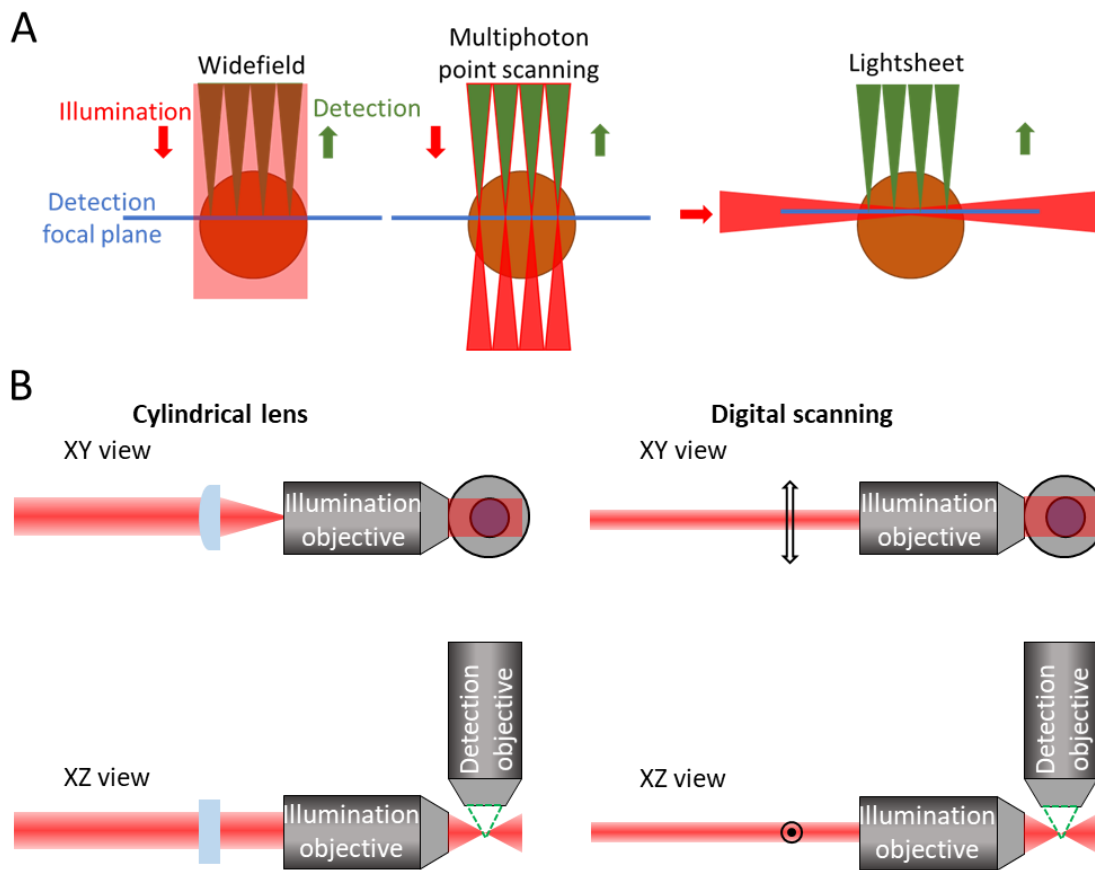 A
Widefield
Multiphoton
point scanning
Lightsheet
Illumination
Detection
Detection
focal plane
B
Cylindrical lens
Digital scanning
XY view
XY view
Illumination
objective
Illumination
objective
Detection
objective
Detection
objective
XZ view
XZ view
Illumination
objective
Illumination
objective